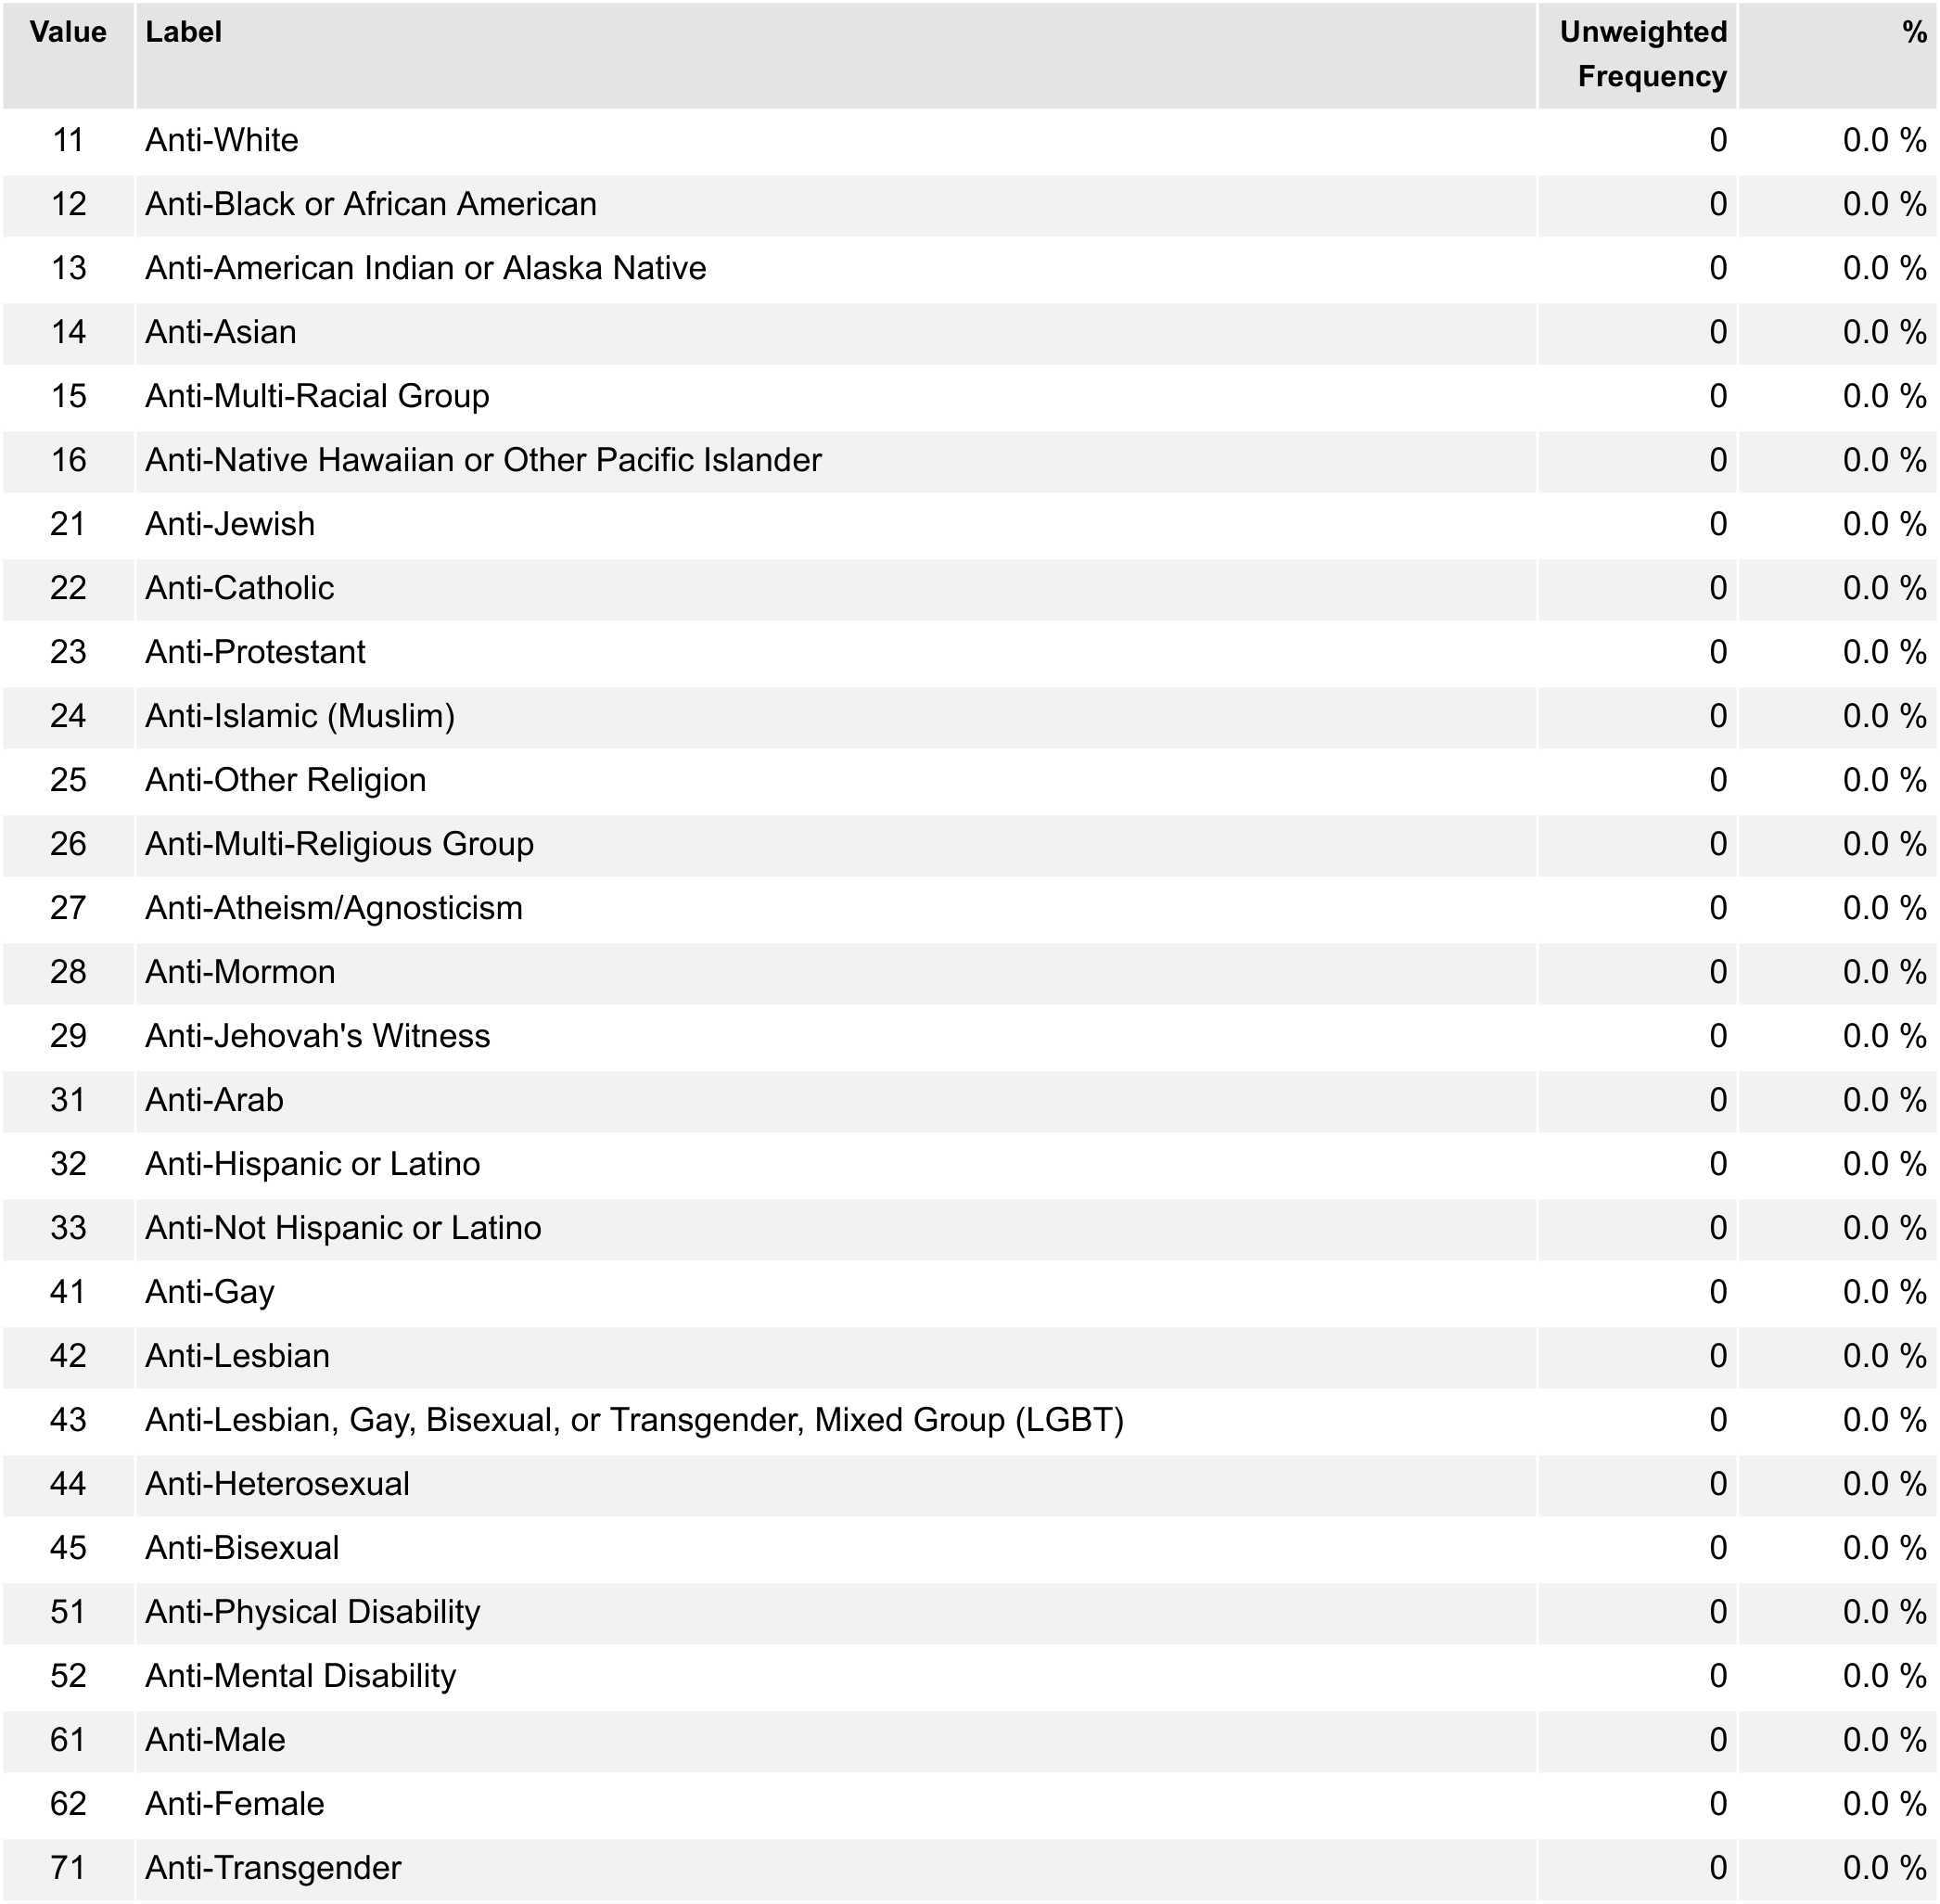 Value Label Unweighted Frequency %
11 Anti-White 0 0.0 %
12 Anti-Black or African American 0 0.0 %
13 Anti-American Indian or Alaska Native 0 0.0 %
14 Anti-Asian 0 0.0 %
15 Anti-Multi-Racial Group 0 0.0 %
16 Anti-Native Hawaiian or Other Pacific Islander 0 0.0 %
21 Anti-Jewish 0 0.0 %
22 Anti-Catholic 0 0.0 %
23 Anti-Protestant 0 0.0 %
24 Anti-Islamic (Muslim) 0 0.0 %
25 Anti-Other Religion 0 0.0 %
26 Anti-Multi-Religious Group 0 0.0 %
27 Anti-Atheism/Agnosticism 0 0.0 %
28 Anti-Mormon 0 0.0 %
29 Anti-Jehovah's Witness 0 0.0 %
31 Anti-Arab 0 0.0 %
32 Anti-Hispanic or Latino 0 0.0 %
33 Anti-Not Hispanic or Latino 0 0.0 %
41 Anti-Gay 0 0.0 %
42 Anti-Lesbian 0 0.0 %
43 Anti-Lesbian, Gay, Bisexual, or Transgender, Mixed Group (LGBT) 0 0.0 %
44 Anti-Heterosexual 0 0.0 %
45 Anti-Bisexual 0 0.0 %
51 Anti-Physical Disability 0 0.0 %
52 Anti-Mental Disability 0 0.0 %
61 Anti-Male 0 0.0 %
62 Anti-Female 0 0.0 %
71 Anti-Transgender 0 0.0 %